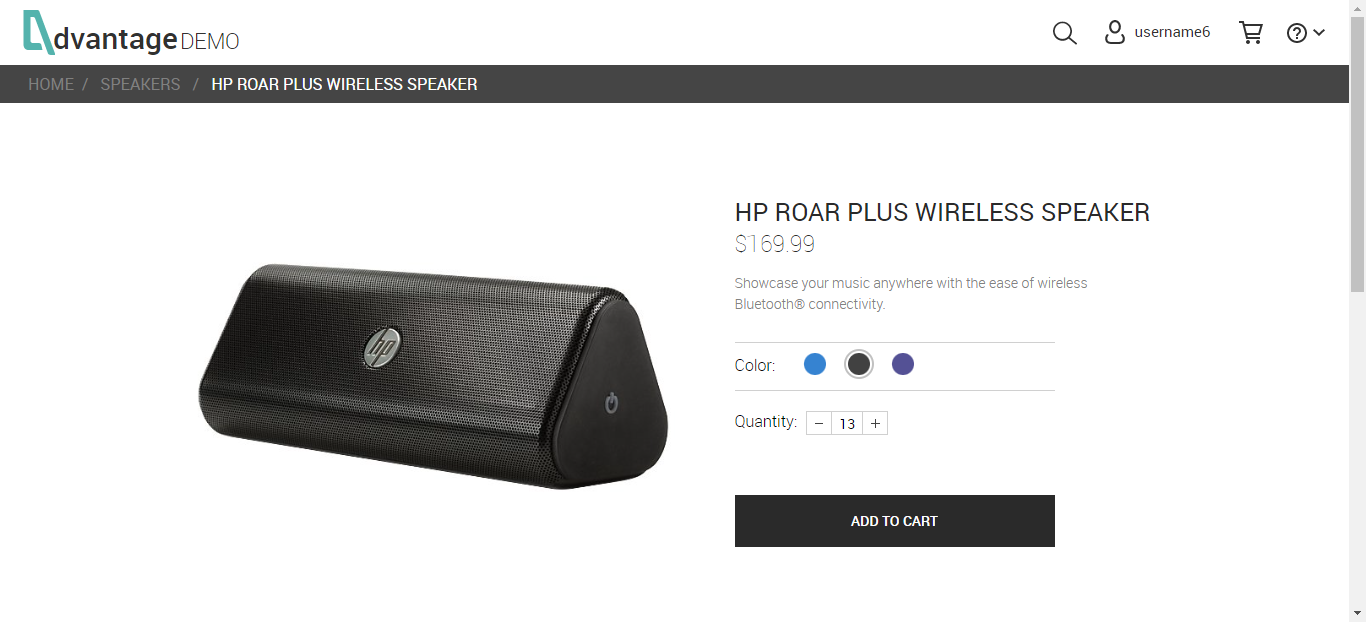 dvantage DEMO
username6
?
HOME / SPEAKERS / HP ROAR PLUS WIRELESS SPEAKER
HP ROAR PLUS WIRELESS SPEAKER
$169.99
Showcase your music anywhere with the ease of wireless
Bluetooth® connectivity.
hp
Color:
Quantity: − 13 +
ADD TO CART